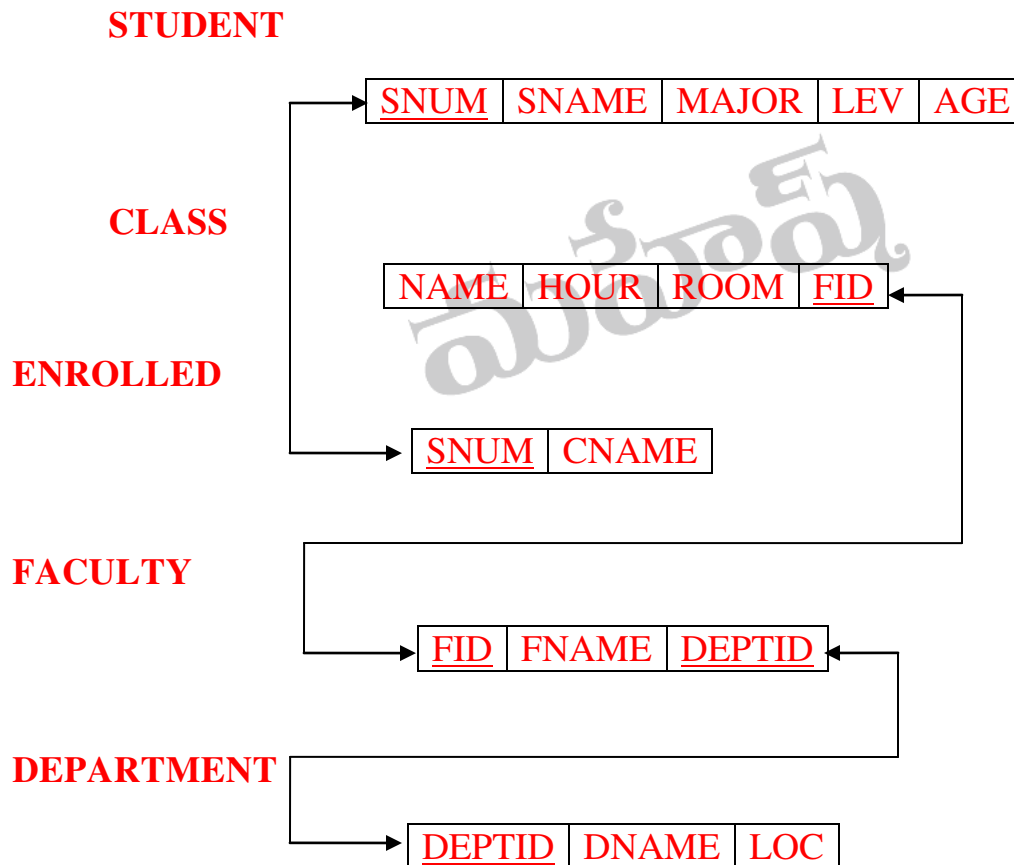 STUDENT
SNUM SNAME MAJOR LEV AGE
CLASS
NAME HOUR ROOM FID
ENROLLED
SNUM CNAME
FACULTY
FID FNAME DEPTID
DEPARTMENT
DEPTID DNAME LOC